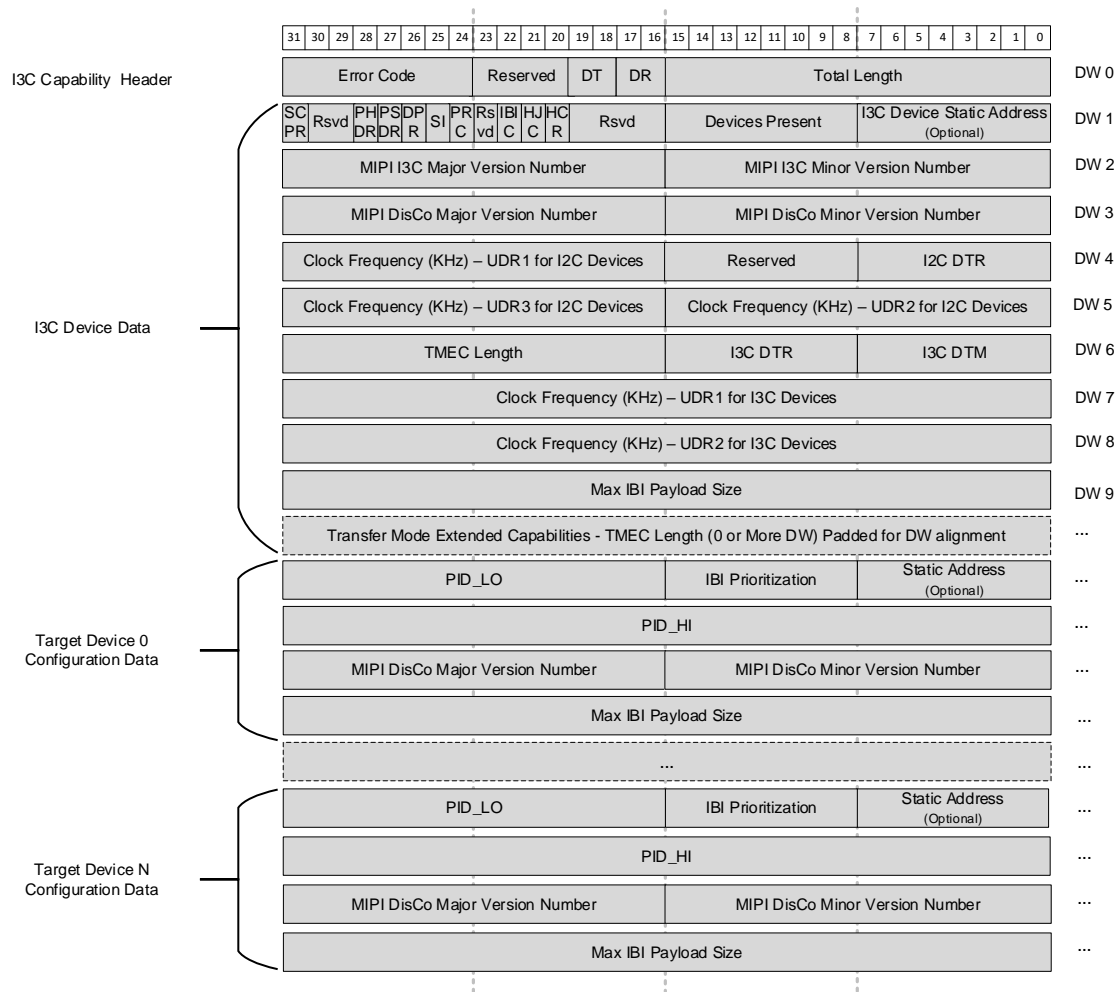 31 30 29 28 27 26 25 24 23 22 21 20 19 18 17 16 15 14 13 12 11 10 9 8 7 6 5 4 3 2 1 0
I3C Capability Header
Error Code
Reserved
DT
DR
Total Length
DW 0
SC
PR
Rsvd
PH
DR
PS
DR
DP
R
SI
PR
C
Rs
vd
IBI
C
HJ
C
HC
R
Rsvd
Devices Present
I3C Device Static Address
(Optional)
DW 1
MIPI I3C Major Version Number
MIPI I3C Minor Version Number
DW 2
MIPI DisCo Major Version Number
MIPI DisCo Minor Version Number
DW 3
Clock Frequency (KHz) – UDR1 for I2C Devices
Reserved
I2C DTR
DW 4
I3C Device Data
Clock Frequency (KHz) – UDR3 for I2C Devices
Clock Frequency (KHz) – UDR2 for I2C Devices
DW 5
TMEC Length
I3C DTR
I3C DTM
DW 6
Clock Frequency (KHz) – UDR1 for I3C Devices
DW 7
Clock Frequency (KHz) – UDR2 for I3C Devices
DW 8
Max IBI Payload Size
DW 9
Transfer Mode Extended Capabilities - TMEC Length (0 or More DW) Padded for DW alignment
...
Target Device 0
Configuration Data
PID_LO
IBI Prioritization
Static Address
(Optional)
...
PID_HI
...
MIPI DisCo Major Version Number
MIPI DisCo Minor Version Number
...
Max IBI Payload Size
...
...
...
Target Device N
Configuration Data
PID_LO
IBI Prioritization
Static Address
(Optional)
...
PID_HI
...
MIPI DisCo Major Version Number
MIPI DisCo Minor Version Number
...
Max IBI Payload Size
...